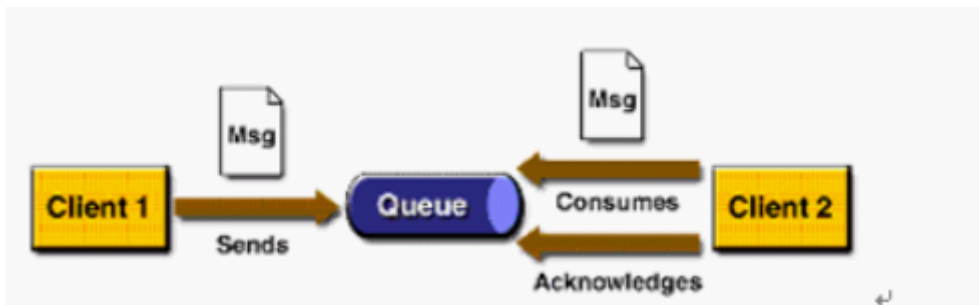 Msg
Msg
Client 1
Queue
Consumes
Client 2
Sends
Acknowledges